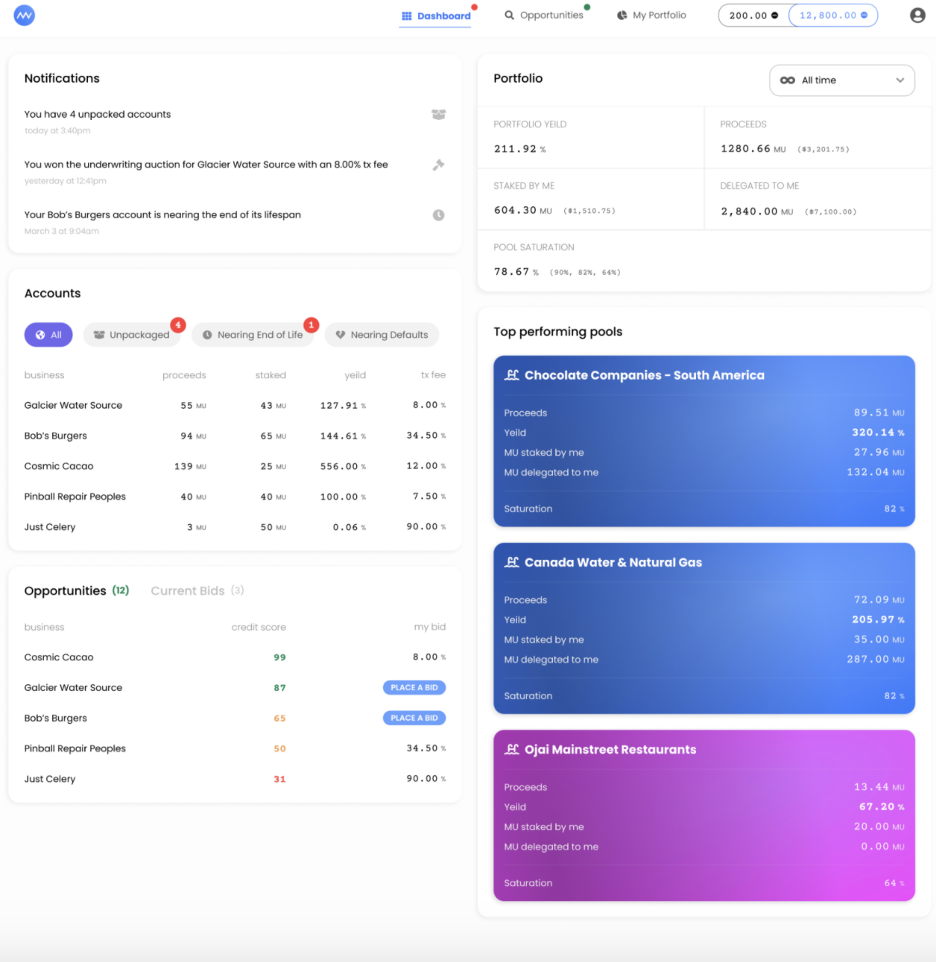 Dashboard
Opportunities
My Portfolio
200.00
12,800.00
Notifications
You have 4 unpacked accounts
today at 3:40pm
You won the underwriting auction for Glacier Water Source with an 8.00% tx fee
yesterday at 12:41pm
Your Bob's Burgers account is nearing the end of its lifespan
March 3 at 9:04am
Accounts
All
Unpackaged
4
Nearing End of Life
1
Nearing Defaults
business proceeds staked yeild tx fee
Galcier Water Source 55 MU 43 MU 127.91 % 8.00 %
Bob's Burgers 94 MU 65 MU 144.61 % 34.50 %
Cosmic Cacao 139 MU 25 MU 556.00 % 12.00 %
Pinball Repair Peoples 40 MU 40 MU 100.00 % 7.50 %
Just Celery 3 MU 50 MU 0.06 % 90.00 %
Opportunities (12) Current Bids (3)
business credit score my bid
Cosmic Cacao 99 8.00 %
Galcier Water Source 87 PLACE A BID
Bob's Burgers 65 PLACE A BID
Pinball Repair Peoples 50 34.50 %
Just Celery 31 90.00 %
Portfolio
All time
PORTFOLIO YEILD
211.92 %
PROCEEDS
1280.66 MU ($3,201.75)
STAKED BY ME
604.30 MU ($1,510.75)
DELEGATED TO ME
2,840.00 MU ($7,100.00)
POOL SATURATION
78.67 % (90%, 82%, 64%)
Top performing pools
Chocolate Companies - South America
Proceeds 89.51 MU
Yeild 320.14 %
MU staked by me 27.96 MU
MU delegated to me 132.04 MU
Saturation 82 %
Canada Water & Natural Gas
Proceeds 72.09 MU
Yeild 205.97 %
MU staked by me 35.00 MU
MU delegated to me 287.00 MU
Saturation 82 %
Ojai Mainstreet Restaurants
Proceeds 13.44 MU
Yeild 67.20 %
MU staked by me 20.00 MU
MU delegated to me 0.00 MU
Saturation 64 %